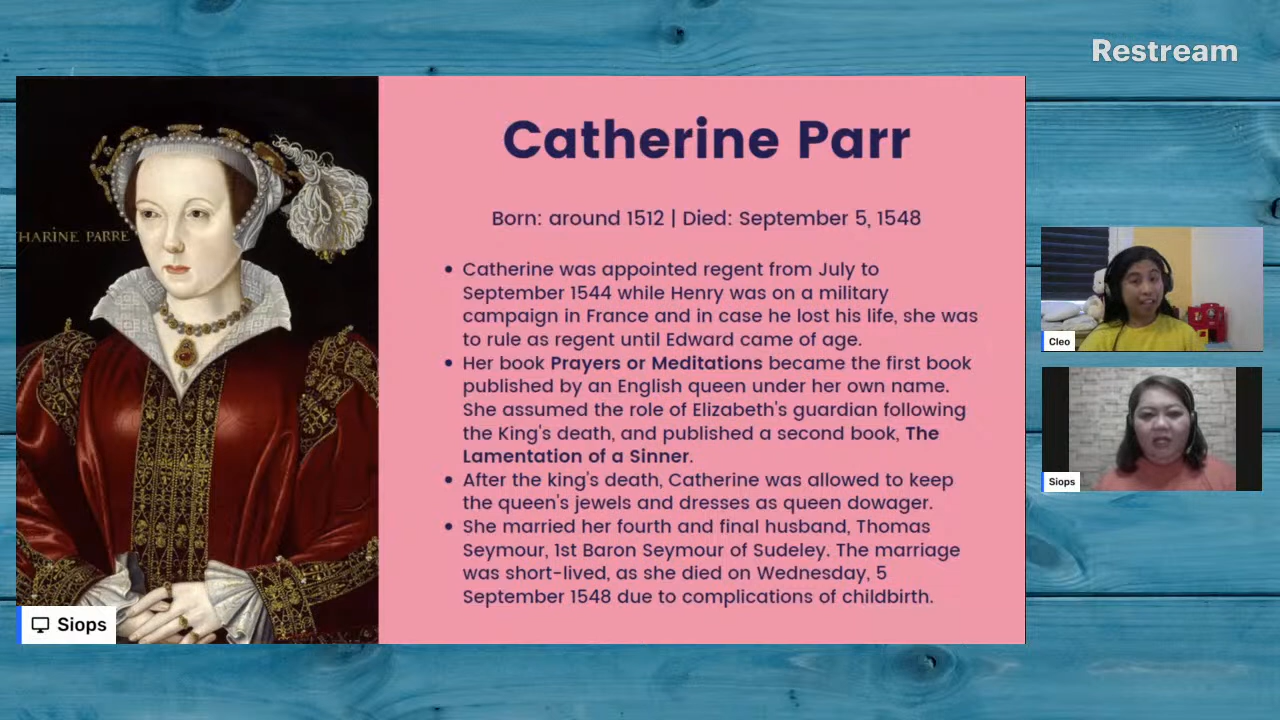 Restream
Catherine Parr
Born: around 1512 | Died: September 5, 1548
HARINE PARRE
• Catherine was appointed regent from July to
September 1544 while Henry was on a military
campaign in France and in case he lost his life, she was
to rule as regent until Edward came of age.
• Her book Prayers or Meditations became the first book
published by an English queen under her own name.
She assumed the role of Elizabeth's guardian following
the King's death, and published a second book, The
Lamentation of a Sinner.
• After the king's death, Catherine was allowed to keep
the queen's jewels and dresses as queen dowager.
• She married her fourth and final husband, Thomas
Seymour, 1st Baron Seymour of Sudeley. The marriage
was short-lived, as she died on Wednesday, 5
September 1548 due to complications of childbirth.
Siops
Cleo
Siops